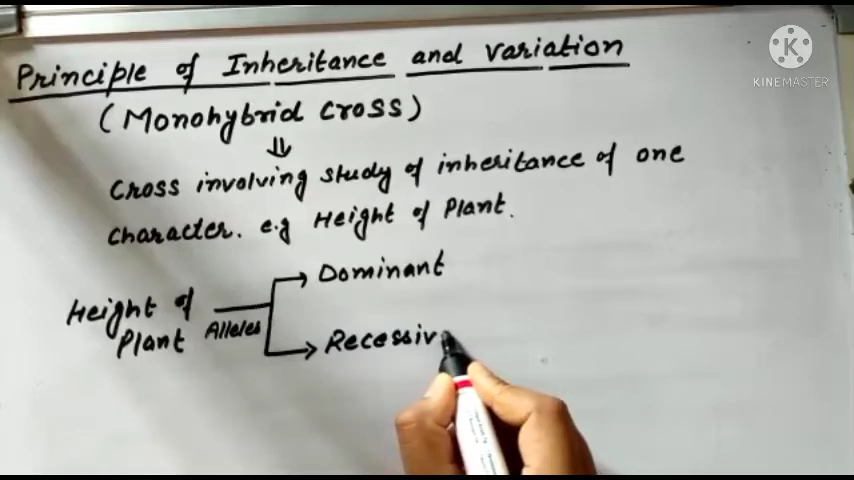 Principle of Inheritance and variation
(Monohybrid cross)
Cross involving study of inheritance of one
character. e.g Height of Plant.
Height of
Plant
Alleles
Dominant
Recessiv
K
KINEMASTER